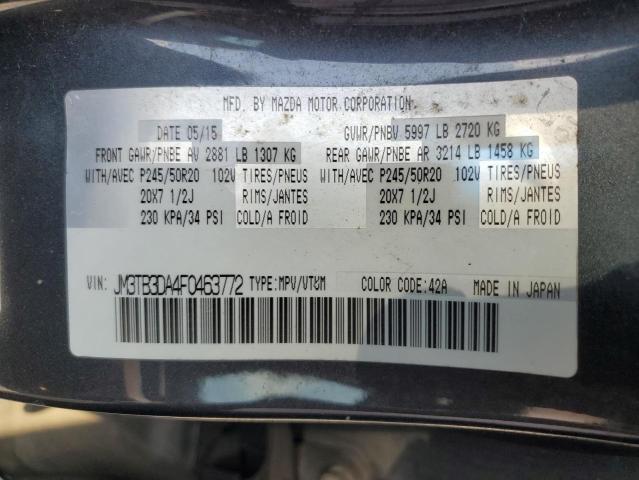 MFD. BY MAZDA MOTOR CORPORATION
DATE 05/15 GVWR/PNBV 5997 LB 2720 KG
FRONT GAWR/PNBE AV 2881 LB 1307 KG REAR GAWR/PNBE AR 3214 LB 1458 KG
WITH/AVEC P245/50R20 102V TIRES/PNEUS WITH/AVEC P245/50R20 102V TIRES/PNEUS
20X7 1/2J RIMS/JANTES 20X7 1/2J RIMS/JANTES
230 KPA/34 PSI COLD/A FROID 230 KPA/34 PSI COLD/A FROID
VIN: JM3TB3DA4F0463772 TYPE:MPV/VTUM COLOR CODE:42A MADE IN JAPAN